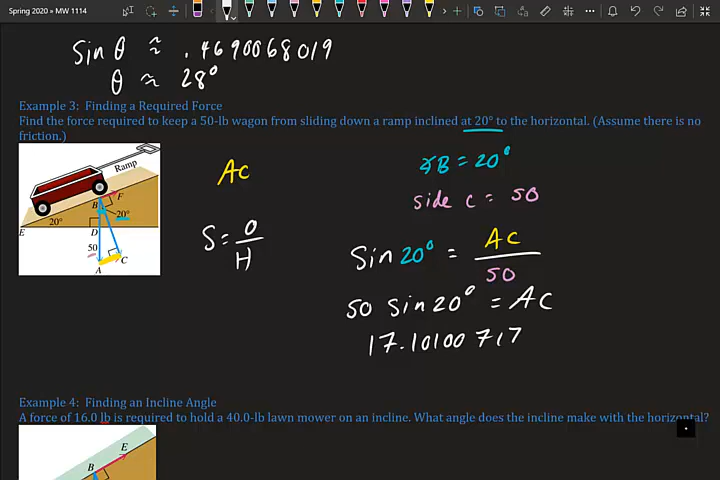 Spring 2020 » MW 1114
Sin θ ≈ .4690068019
θ ≈ 28°
Example 3: Finding a Required Force
Find the force required to keep a 50-lb wagon from sliding down a ramp inclined at 20° to the horizontal. (Assume there is no
friction.)
Ramp
B
F
20°
20°
E
D
50
A
C
AC
∡B = 20°
side c = 50
S = O
H
Sin 20° = AC
50
50 sin 20° = AC
17.10100717
Example 4: Finding an Incline Angle
A force of 16.0 lb is required to hold a 40.0-lb lawn mower on an incline. What angle does the incline make with the horizontal?
E
B